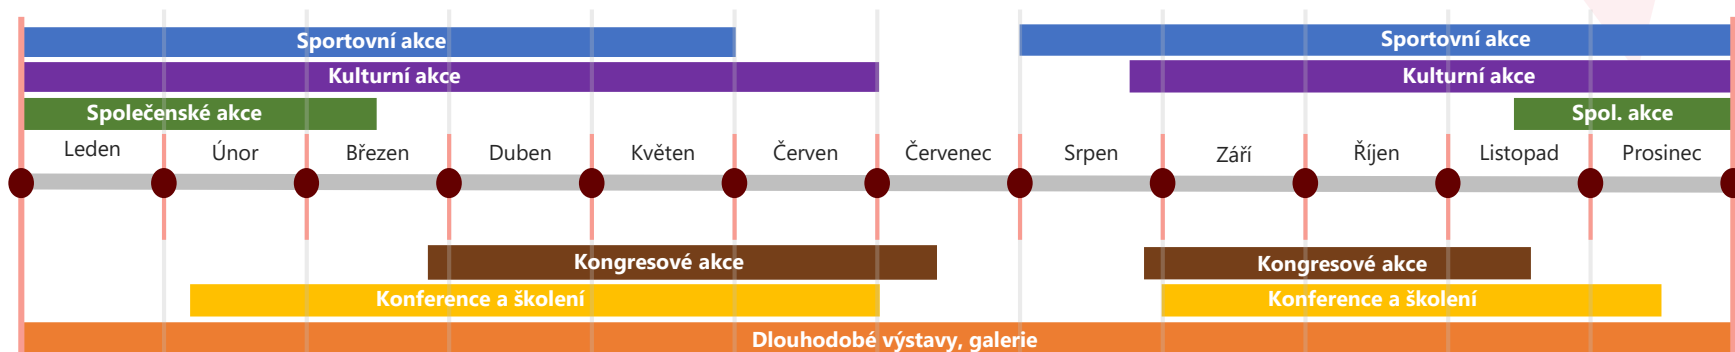 Sportovní akce
Sportovní akce
Kulturní akce
Kulturní akce
Společenské akce
Spol. akce
Leden
Únor
Březen
Duben
Květen
Červen
Červenec
Srpen
Září
Říjen
Listopad
Prosinec
Kongresové akce
Kongresové akce
Konference a školení
Konference a školení
Dlouhodobé výstavy, galerie